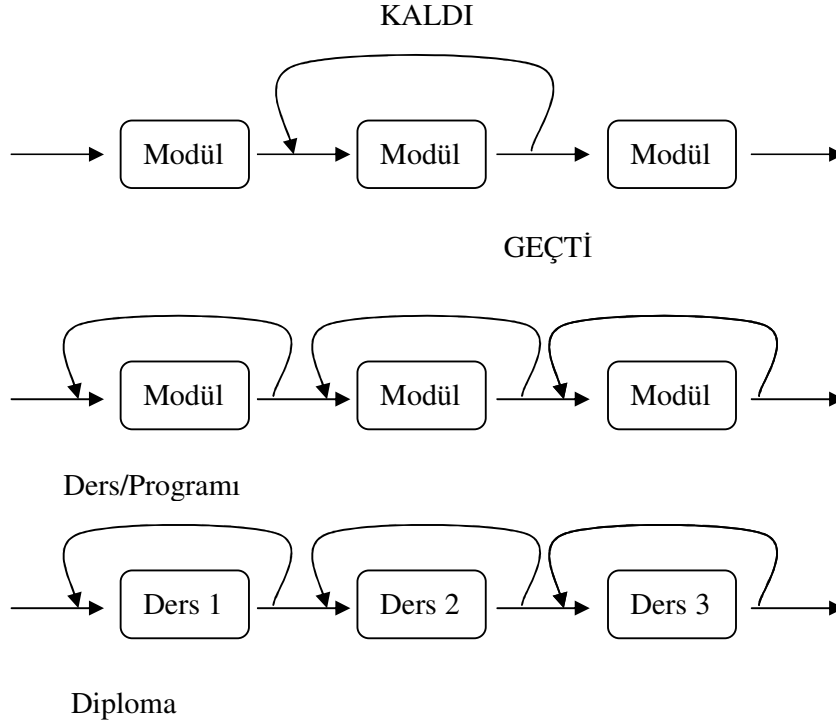 KALDI
Modül Modül Modül
GEÇTİ
Modül Modül Modül
Ders/Programı
Ders 1 Ders 2 Ders 3
Diploma